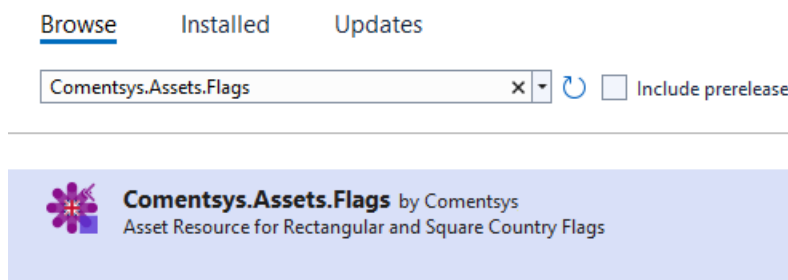 Browse Installed Updates
Comentsys.Assets.Flags Include prerelease
Comentsys.Assets.Flags by Comentsys
Asset Resource for Rectangular and Square Country Flags